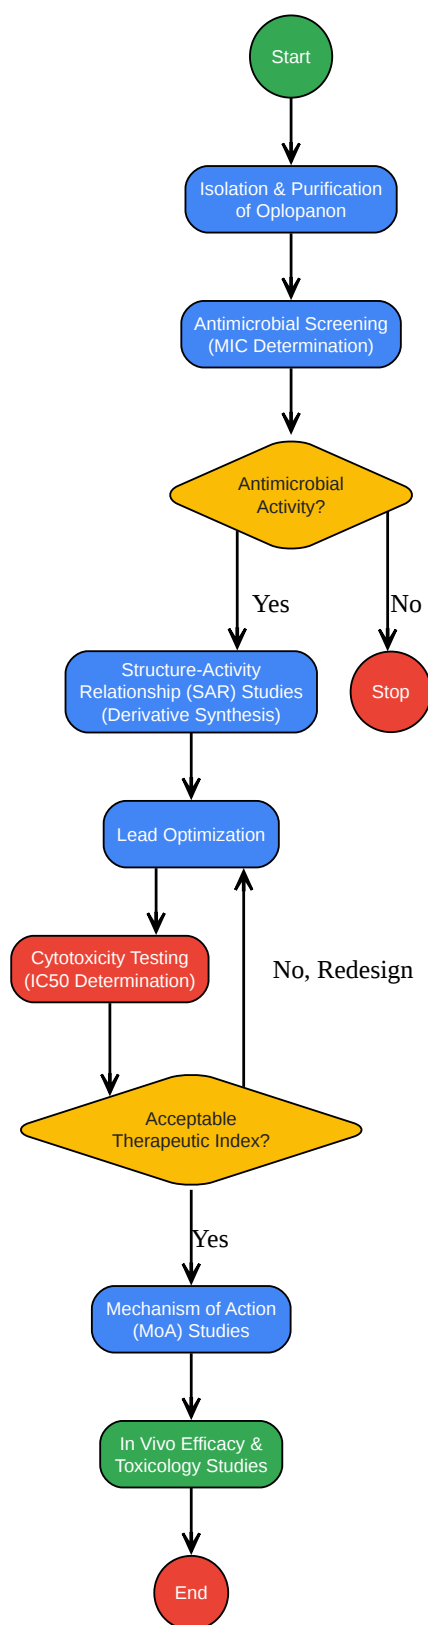 Start
Isolation & Purification
of Oplopanon
Antimicrobial Screening
(MIC Determination)
Antimicrobial
Activity?
Yes
No
Structure-Activity
Relationship (SAR) Studies
(Derivative Synthesis)
Stop
Lead Optimization
Cytotoxicity Testing
(IC50 Determination)
No, Redesign
Acceptable
Therapeutic Index?
Yes
Mechanism of Action
(MoA) Studies
In Vivo Efficacy &
Toxicology Studies
End